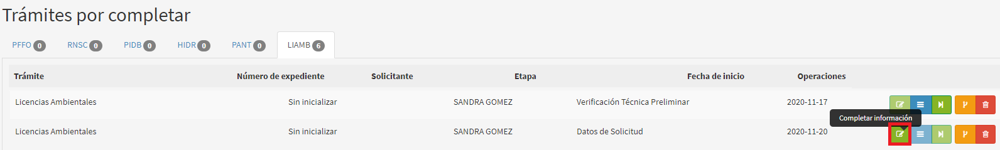 Trámites por completar
PFFO 0 RNSC 0 PIDB 0 HIDR 0 PANT 0 LIAMB 6
Trámite Número de expediente Solicitante Etapa Fecha de inicio Operaciones
Licencias Ambientales Sin inicializar SANDRA GOMEZ Verificación Técnica Preliminar 2020-11-17
Completar información
Licencias Ambientales Sin inicializar SANDRA GOMEZ Datos de Solicitud 2020-11-20